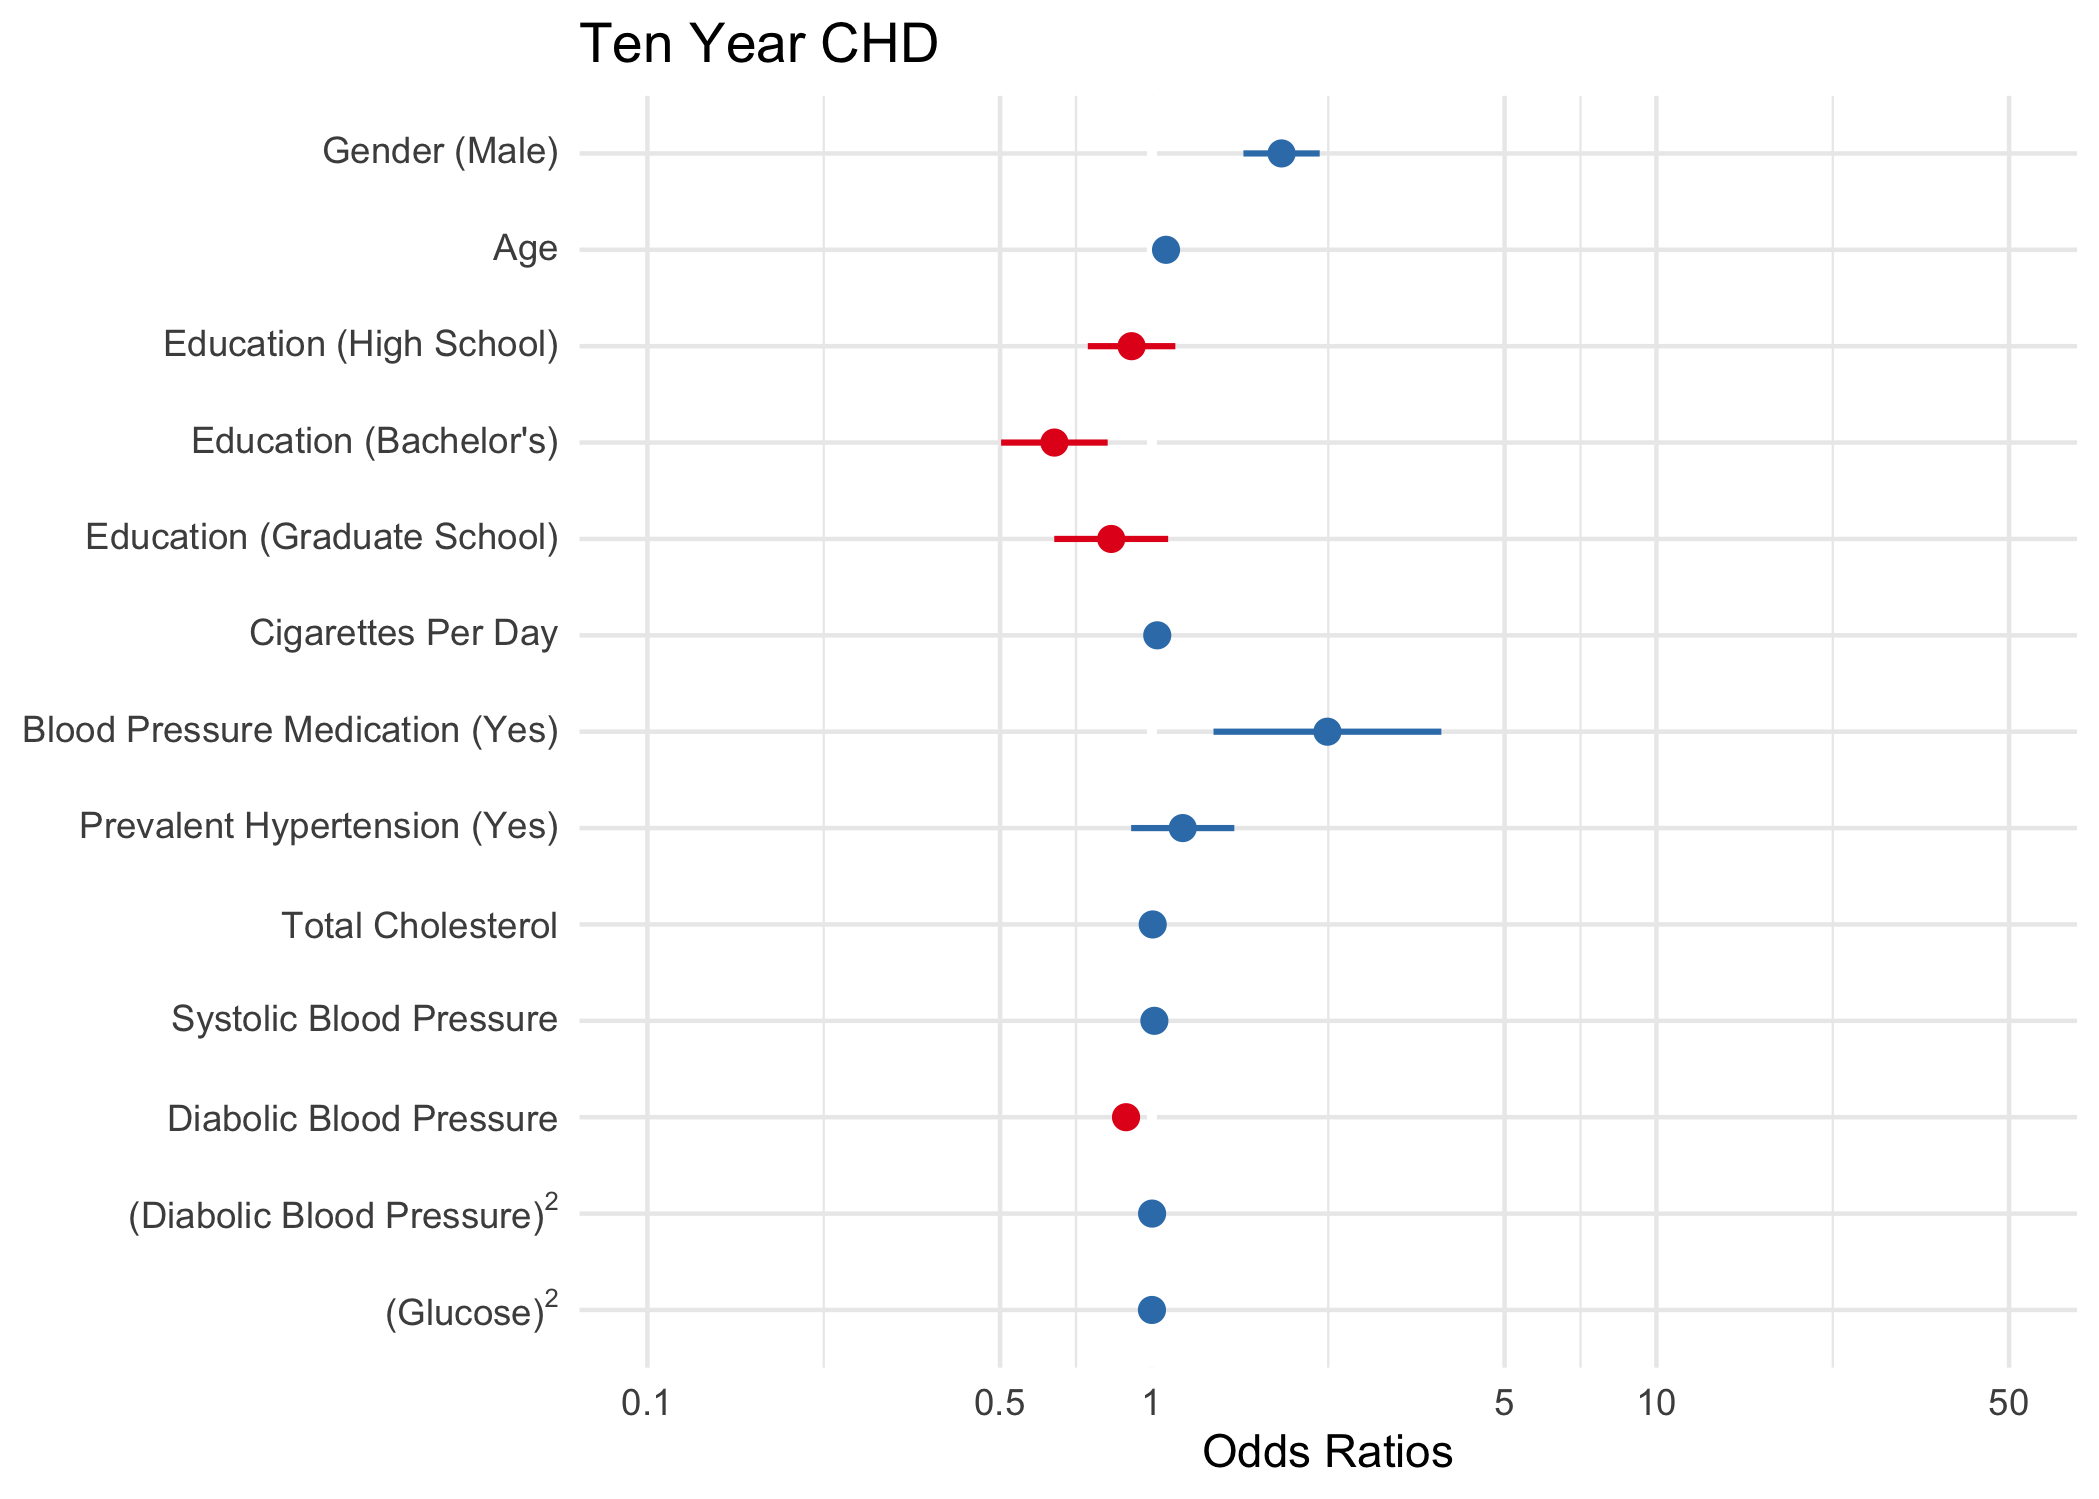 Ten Year CHD
Gender (Male)
Age
Education (High School)
Education (Bachelor's)
Education (Graduate School)
Cigarettes Per Day
Blood Pressure Medication (Yes)
Prevalent Hypertension (Yes)
Total Cholesterol
Systolic Blood Pressure
Diabolic Blood Pressure
(Diabolic Blood Pressure)²
(Glucose)²
0.1 0.5 1 5 10 50
Odds Ratios